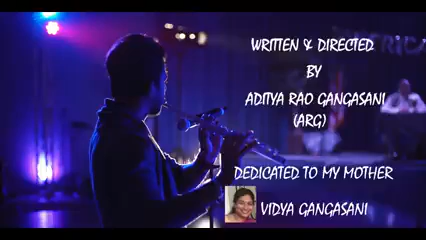 WRITTEN & DIRECTED
BY
ADITYA RAO GANGASANI
(ARG)
DEDICATED TO MY MOTHER
VIDYA GANGASANI